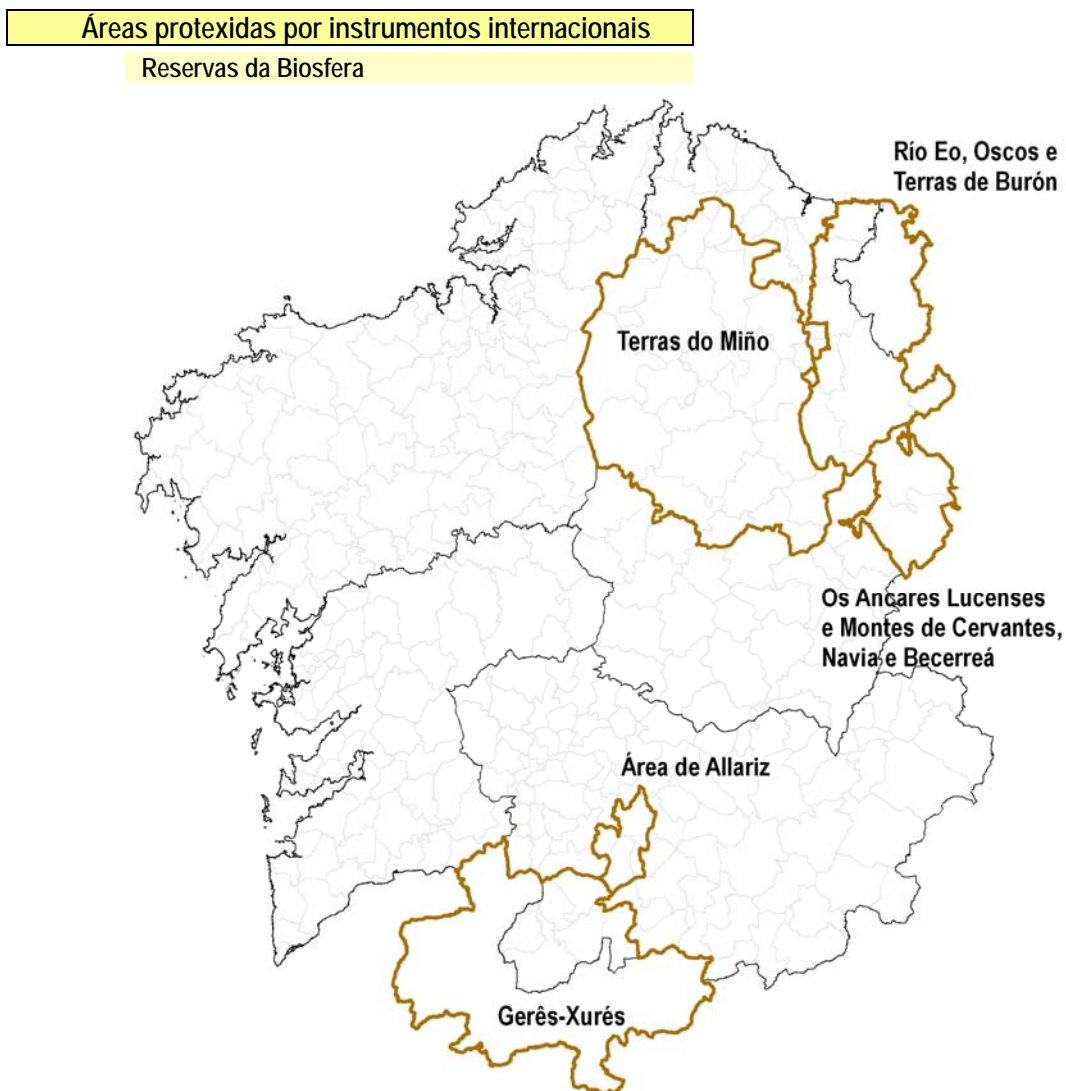 Áreas protexidas por instrumentos internacionais
Reservas da Biosfera
Río Eo, Oscos e
Terras de Burón
Terras do Miño
Os Ancares Lucenses
e Montes de Cervantes,
Navia e Becerreá
Área de Allariz
Gerês-Xurés